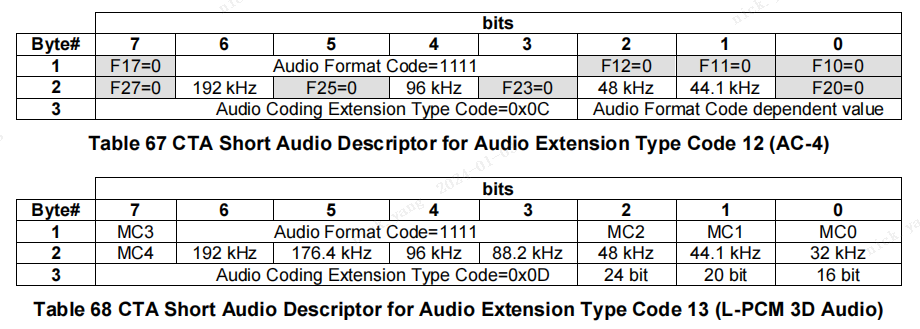 bits
Byte# 7 6 5 4 3 2 1 0
1 F17=0 Audio Format Code=1111 F12=0 F11=0 F10=0
2 F27=0 192 kHz F25=0 96 kHz F23=0 48 kHz 44.1 kHz F20=0
3 Audio Coding Extension Type Code=0x0C Audio Format Code dependent value
Table 67 CTA Short Audio Descriptor for Audio Extension Type Code 12 (AC-4)
bits
Byte# 7 6 5 4 3 2 1 0
1 MC3 Audio Format Code=1111 MC2 MC1 MC0
2 MC4 192 kHz 176.4 kHz 96 kHz 88.2 kHz 48 kHz 44.1 kHz 32 kHz
3 Audio Coding Extension Type Code=0x0D 24 bit 20 bit 16 bit
Table 68 CTA Short Audio Descriptor for Audio Extension Type Code 13 (L-PCM 3D Audio)